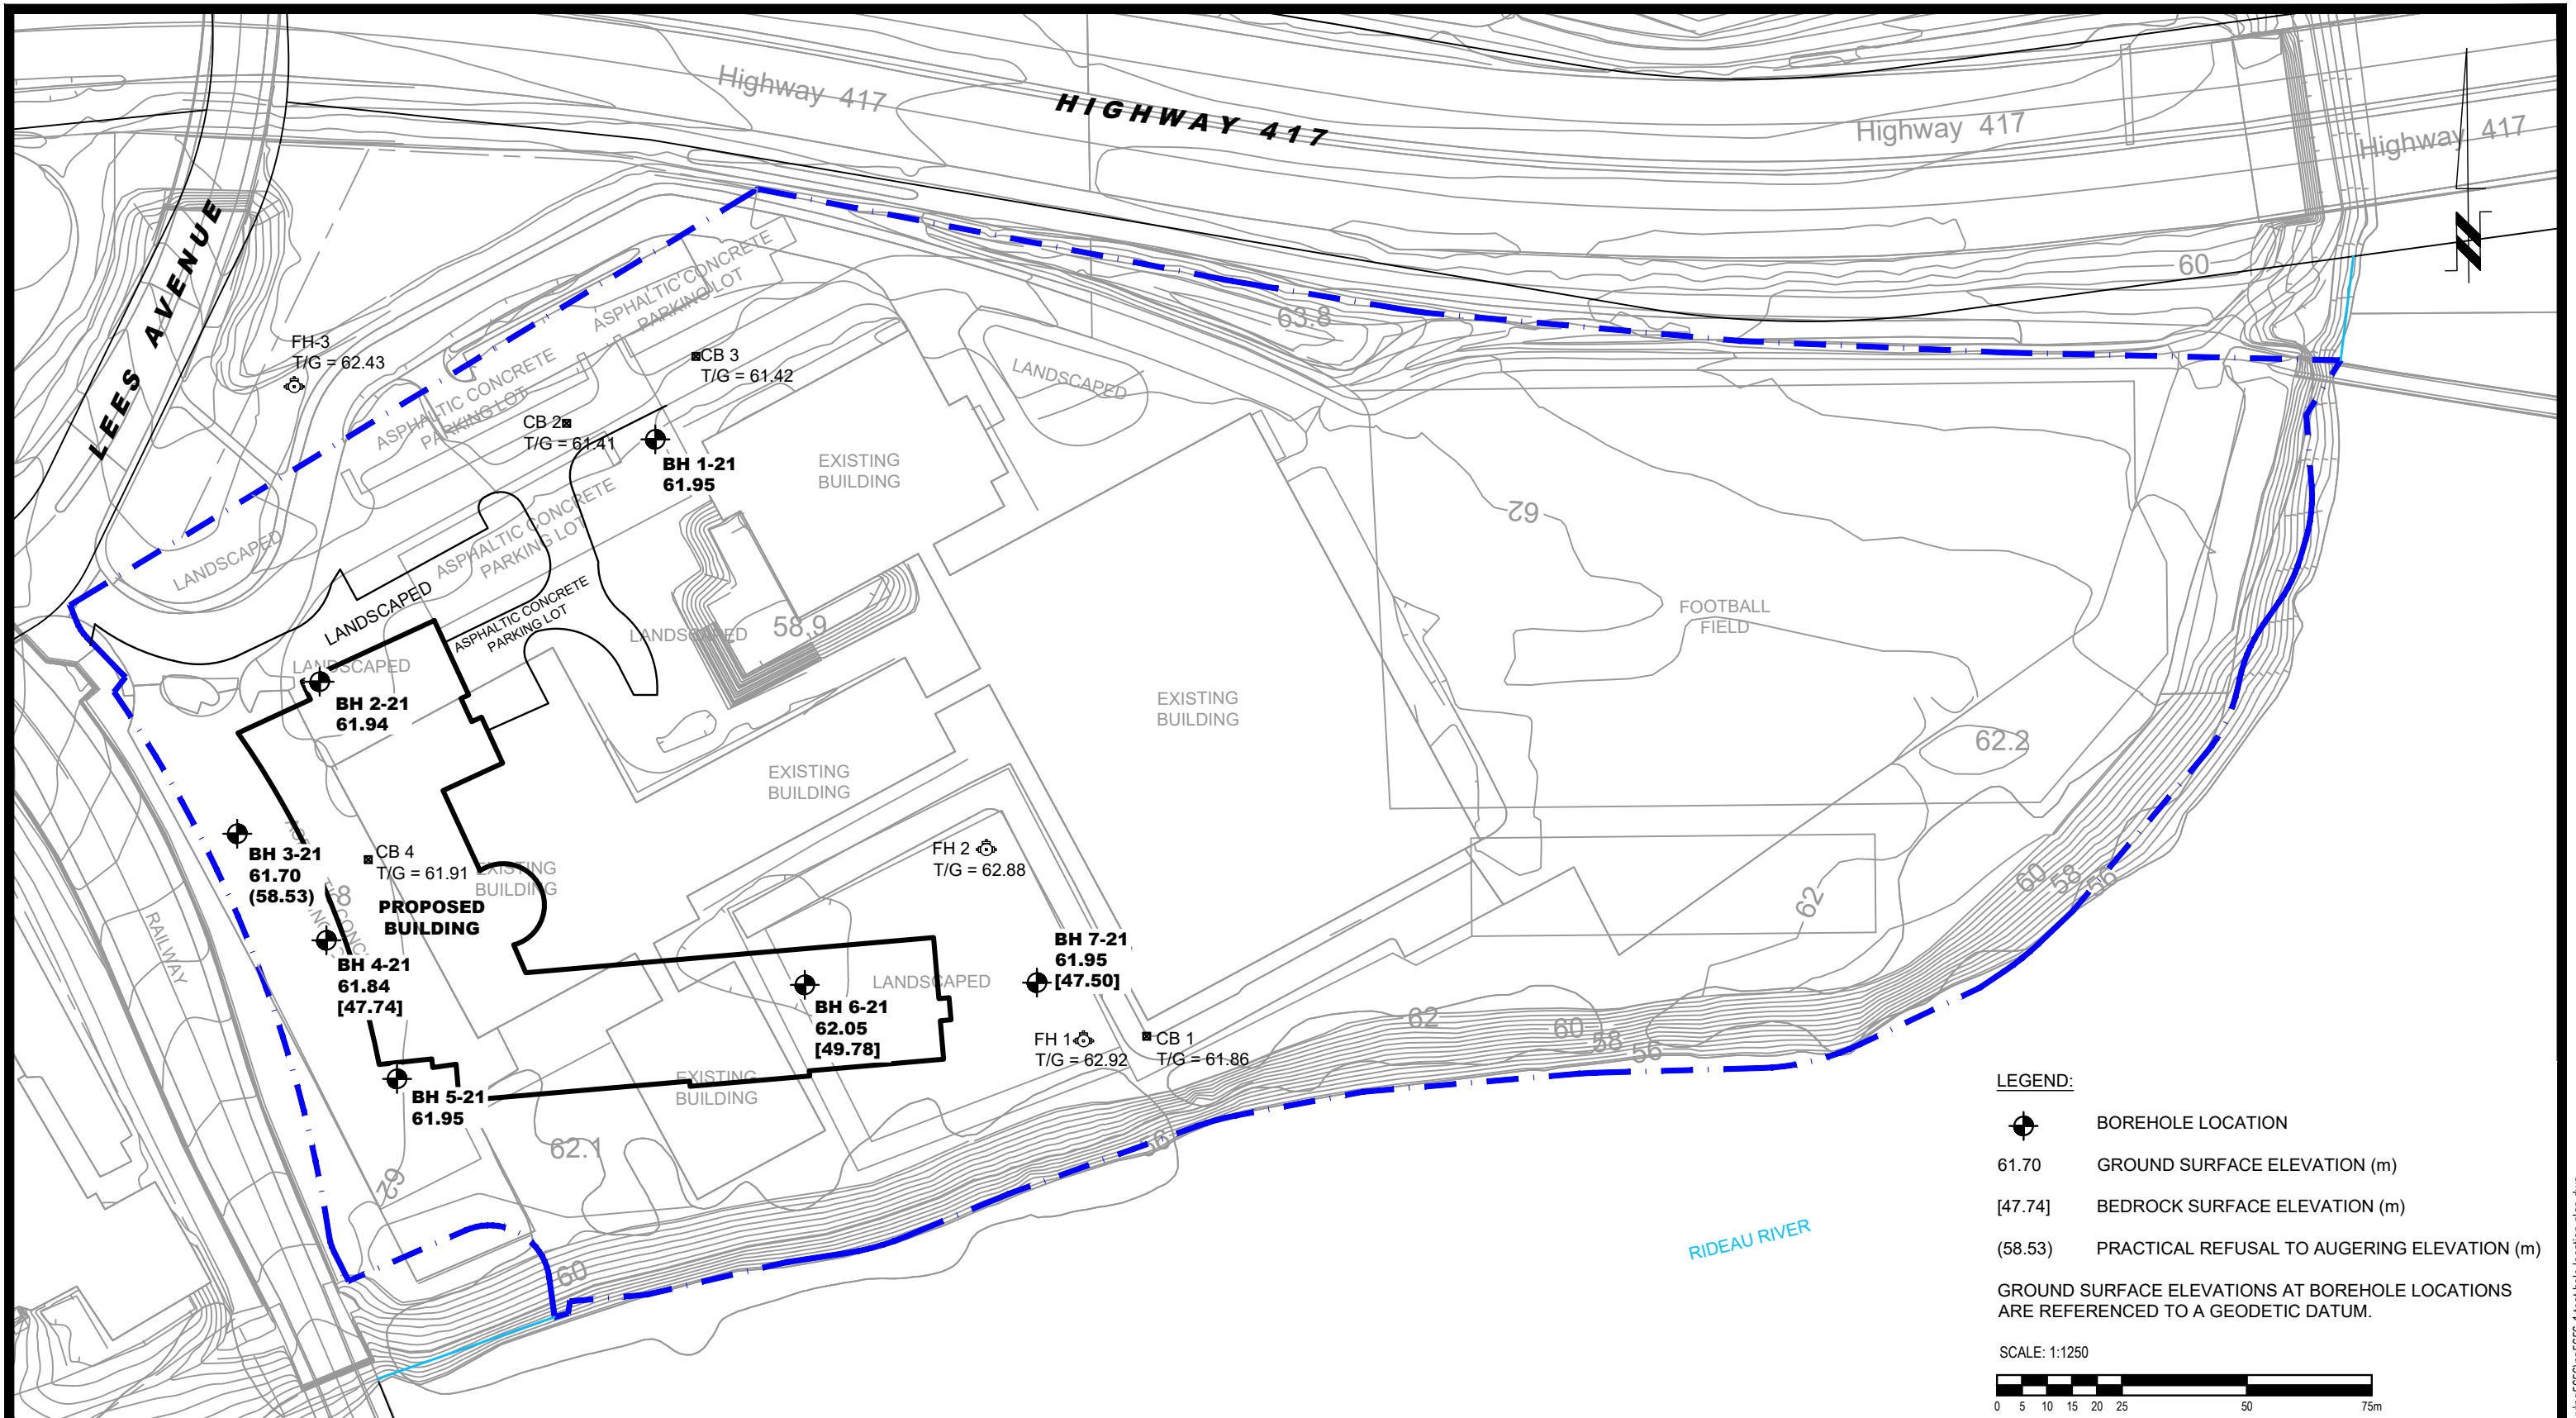 Highway 417
HIGHWAY 417
Highway 417
Highway 417
LEES AVENUE
60
63.8
FH-3
T/G = 62.43
ASPHALTIC CONCRETE
PARKING LOT
CB 3
T/G = 61.42
ASPHALTIC CONCRETE
PARKING LOT
CB 2
T/G = 61.41
LANDSCAPED
BH 1-21
61.95
EXISTING
BUILDING
62
ASPHALTIC CONCRETE
PARKING LOT
LANDSCAPED
LANDSCAPED
ASPHALTIC CONCRETE
PARKING LOT
LANDSCAPED
58.9
FOOTBALL
FIELD
LANDSCAPED
BH 2-21
61.94
EXISTING
BUILDING
62.2
EXISTING
BUILDING
BH 3-21
61.70
(58.53)
CB 4
T/G = 61.91
EXISTING
BUILDING
FH 2
T/G = 62.88
PROPOSED
BUILDING
RAILWAY
62
60
58
56
BH 4-21
61.84
[47.74]
BH 7-21
61.95
[47.50]
LANDSCAPED
BH 6-21
62.05
[49.78]
FH 1
T/G = 62.92
CB 1
T/G = 61.86
62
60
58
56
BH 5-21
61.95
EXISTING
BUILDING
62.1
56
62
60
RIDEAU RIVER
LEGEND:
BOREHOLE LOCATION
61.70 GROUND SURFACE ELEVATION (m)
[47.74] BEDROCK SURFACE ELEVATION (m)
(58.53) PRACTICAL REFUSAL TO AUGERING ELEVATION (m)
GROUND SURFACE ELEVATIONS AT BOREHOLE LOCATIONS
ARE REFERENCED TO A GEODETIC DATUM.
SCALE: 1:1250
0 5 10 15 20 25 50 75m